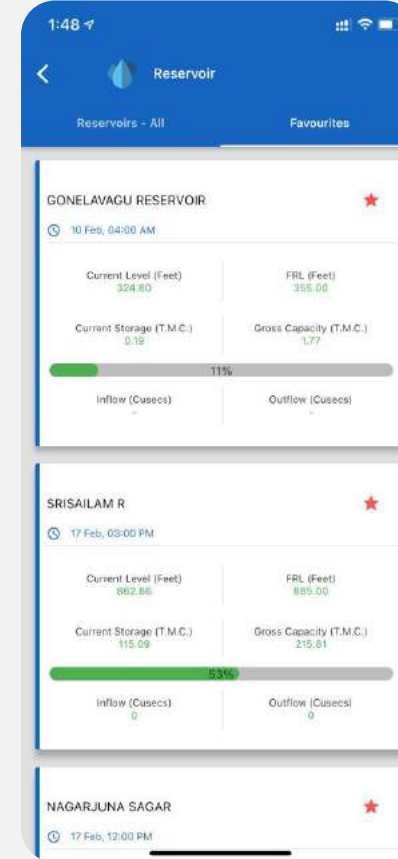 1:48
Reservoir
Reservoirs - All Favourites
GONELAVAGU RESERVOIR
10 Feb, 04:00 AM
Current Level (Feet) FRL (Feet)
324.80 355.00
Current Storage (T.M.C.) Gross Capacity (T.M.C.)
0.19 1.77
11%
Inflow (Cusecs) Outflow (Cusecs)
- -
SRISAILAM R
17 Feb, 03:00 PM
Current Level (Feet) FRL (Feet)
862.86 885.00
Current Storage (T.M.C.) Gross Capacity (T.M.C.)
115.09 215.81
53%
Inflow (Cusecs) Outflow (Cusecs)
0 0
NAGARJUNA SAGAR
17 Feb, 12:00 PM